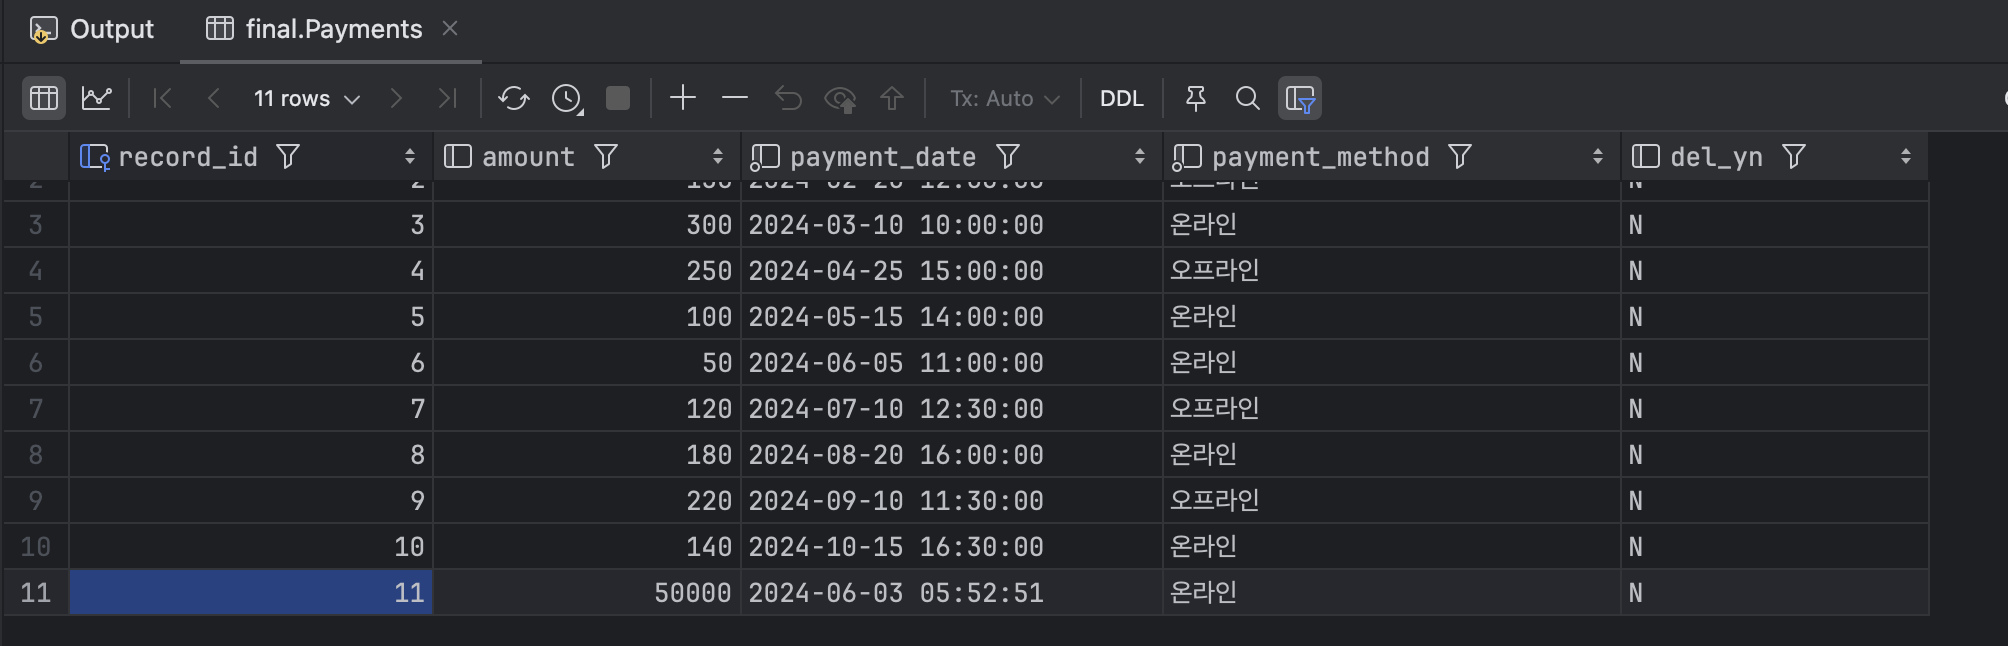 Output final.Payments
11 rows Tx: Auto DDL
record_id amount payment_date payment_method del_yn
3 3 300 2024-03-10 10:00:00 온라인 N
4 4 250 2024-04-25 15:00:00 오프라인 N
5 5 100 2024-05-15 14:00:00 온라인 N
6 6 50 2024-06-05 11:00:00 온라인 N
7 7 120 2024-07-10 12:30:00 오프라인 N
8 8 180 2024-08-20 16:00:00 온라인 N
9 9 220 2024-09-10 11:30:00 오프라인 N
10 10 140 2024-10-15 16:30:00 온라인 N
11 11 50000 2024-06-03 05:52:51 온라인 N